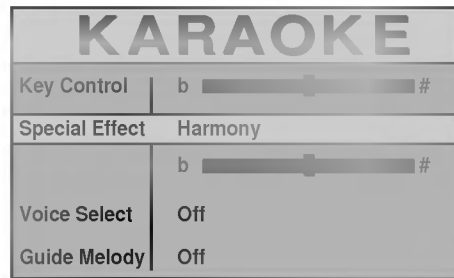 KARAOKE
Key Control b #
Special Effect Harmony
b #
Voice Select Off
Guide Melody Off